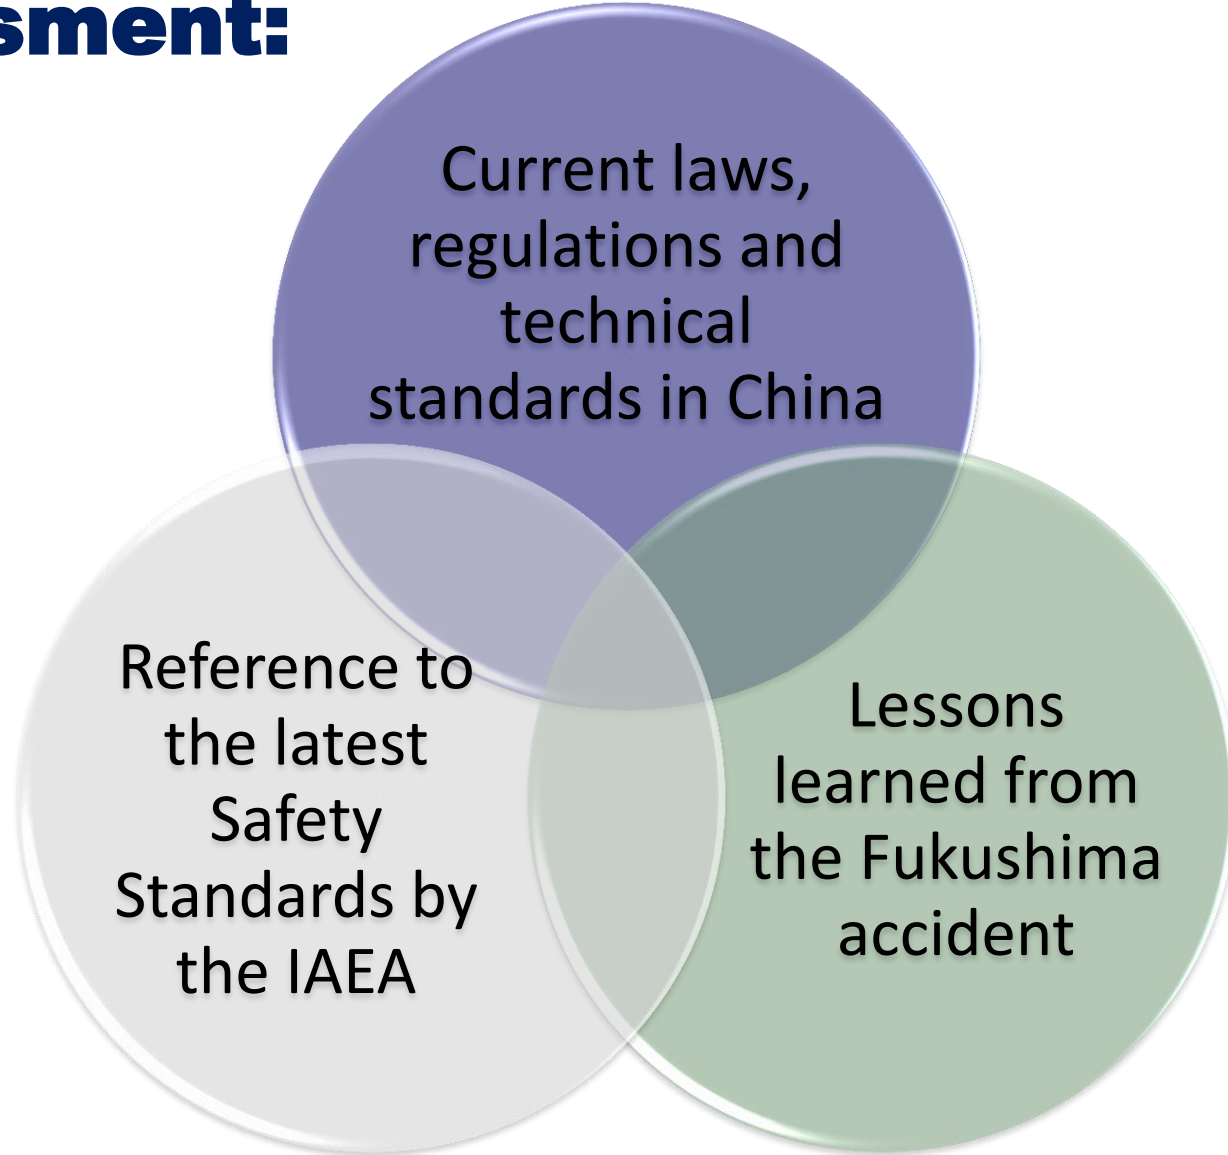 sment:
Current laws,
regulations and
technical
standards in China
Reference to
the latest
Safety
Standards by
the IAEA
Lessons
learned from
the Fukushima
accident